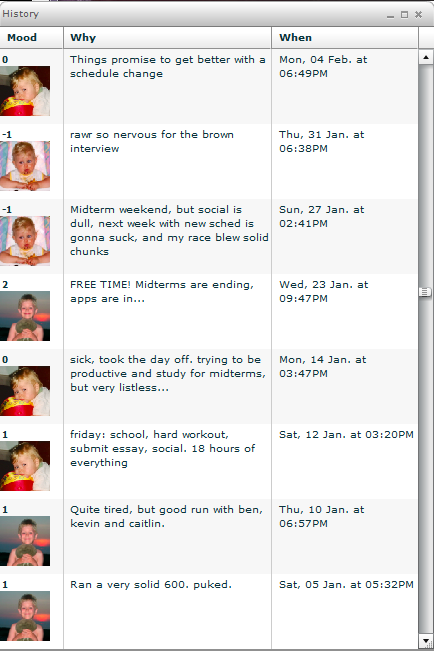 History
Mood Why When
0
Things promise to get better with a
schedule change
Mon, 04 Feb. at
06:49PM
-1
rawr so nervous for the brown
interview
Thu, 31 Jan. at
06:38PM
-1
Midterm weekend, but social is
dull, next week with new sched is
gonna suck, and my race blew solid
chunks
Sun, 27 Jan. at
02:41PM
2
FREE TIME! Midterms are ending,
apps are in...
Wed, 23 Jan. at
09:47PM
0
sick, took the day off. trying to be
productive and study for midterms,
but very listless...
Mon, 14 Jan. at
03:47PM
1
friday: school, hard workout,
submit essay, social. 18 hours of
everything
Sat, 12 Jan. at 03:20PM
1
Quite tired, but good run with ben,
kevin and caitlin.
Thu, 10 Jan. at
06:57PM
1
Ran a very solid 600. puked.
Sat, 05 Jan. at 05:32PM